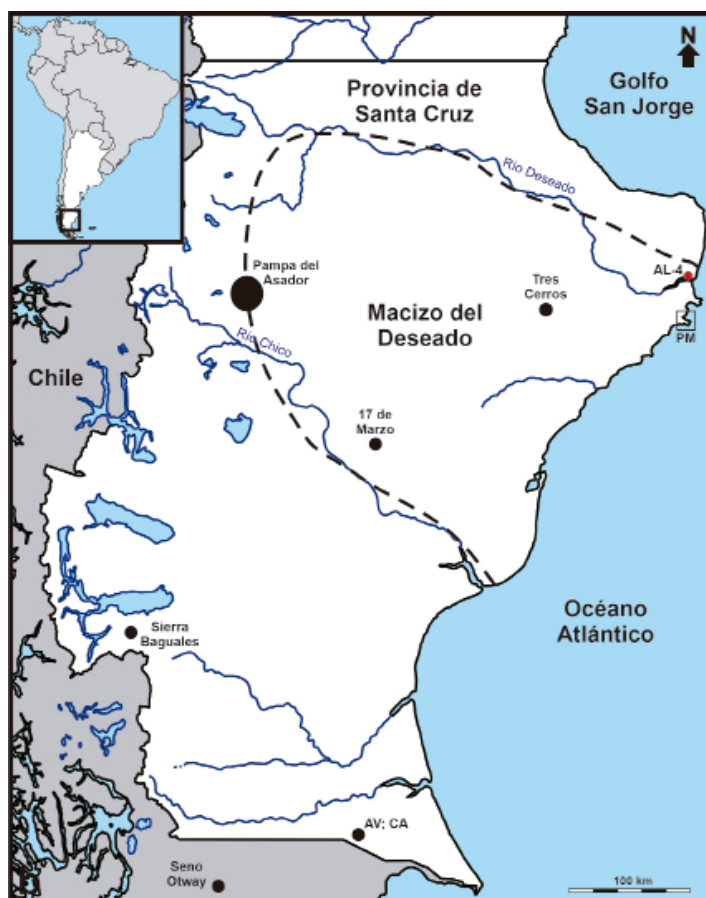 N
Provincia de
Santa Cruz
Golfo
San Jorge
Río Deseado
Pampa del
Asador
AL-4
Tres
Cerros
Macizo del
Deseado
PM
Río Chico
Chile
17 de
Marzo
Océano
Atlántico
Sierra
Baguales
AV; CA
Seno
Otway
100 km